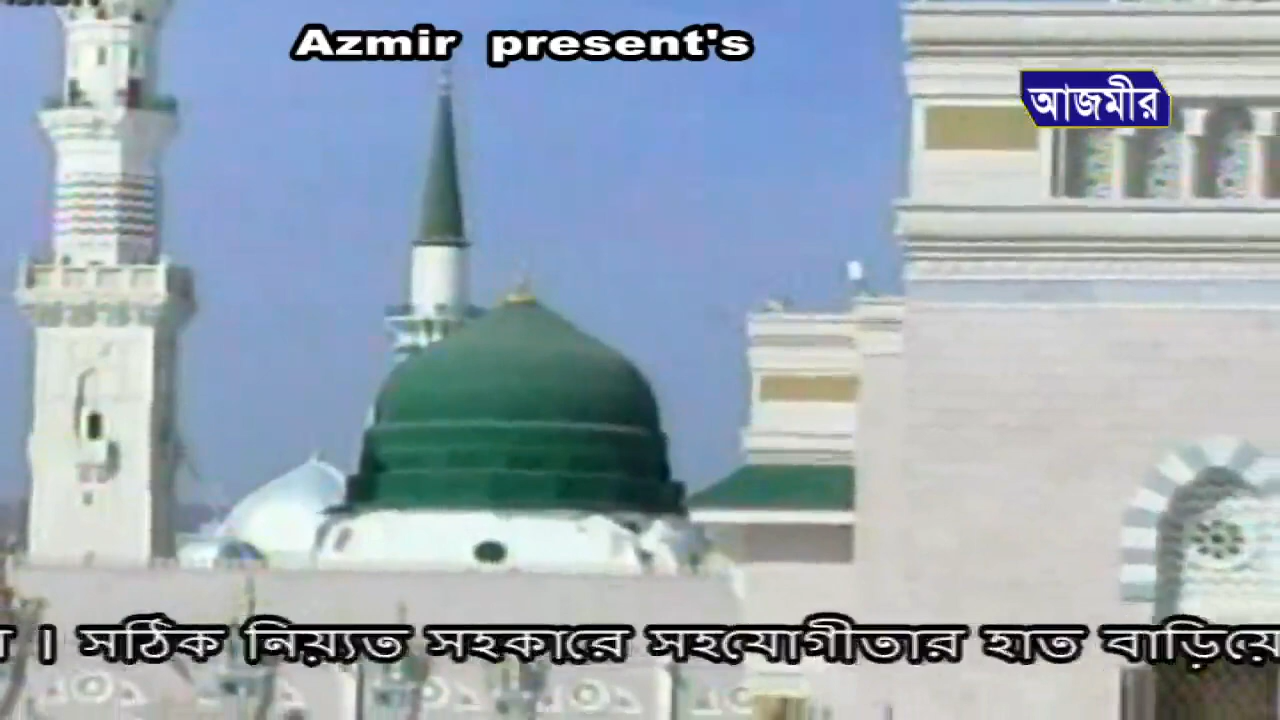 Azmir present's
আজমীর
। সঠিক নিয়্যত সহকারে সহযোগীতার হাত বাড়িয়ে